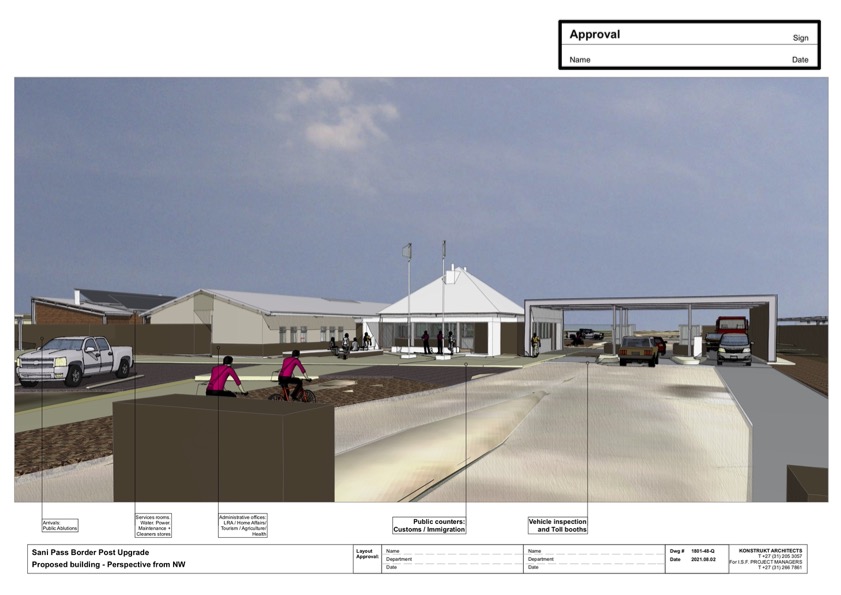 Approval
Sign
Name
Date
Arrivals:
Public Ablutions
Services rooms:
Water, Power,
Maintenance +
Cleaners stores
Administrative offices:
LRA / Home Affairs/
Tourism / Agriculture/
Health
Public counters:
Customs / Immigration
Vehicle inspection
and Toll booths
Sani Pass Border Post Upgrade
Proposed building - Perspective from NW
Layout
Approval:
Name
Department
Date
Name
Department
Date
Dwg # 1801-48-Q
Date 2021.08.02
KONSTRUKT ARCHITECTS
T +27 (31) 205 3057
For I.S.F. PROJECT MANAGERS
T +27 (31) 266 7861